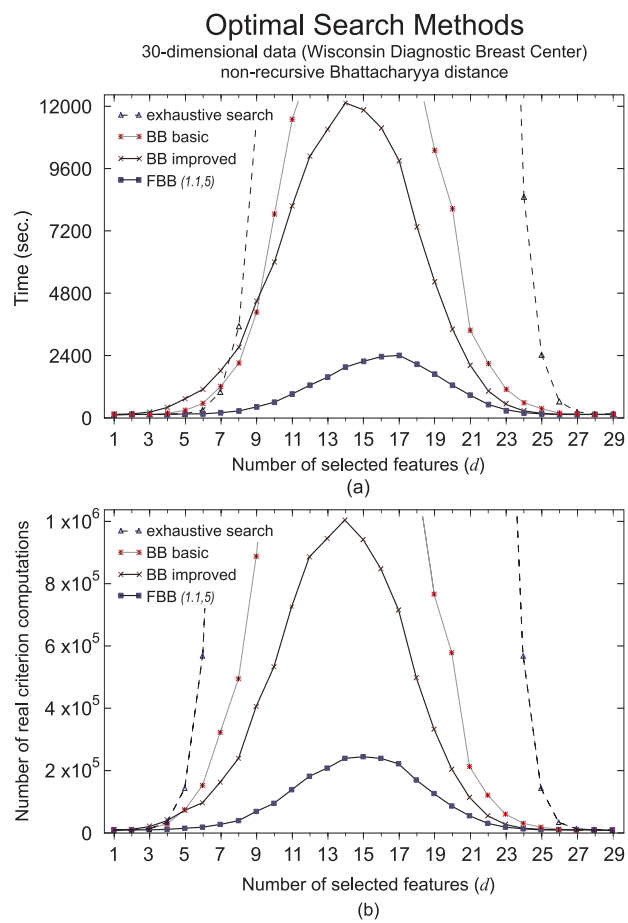 Optimal Search Methods
30-dimensional data (Wisconsin Diagnostic Breast Center)
non-recursive Bhattacharyya distance
12000
9600
7200
4800
2400
0
Time (sec.)
exhaustive search
BB basic
BB improved
FBB (1.1,5)
1 3 5 7 9 11 13 15 17 19 21 23 25 27 29
Number of selected features (d)
(a)
1 x10^6
8 x10^5
6 x10^5
4 x10^5
2 x10^5
0
Number of real criterion computations
exhaustive search
BB basic
BB improved
FBB (1.1,5)
1 3 5 7 9 11 13 15 17 19 21 23 25 27 29
Number of selected features (d)
(b)